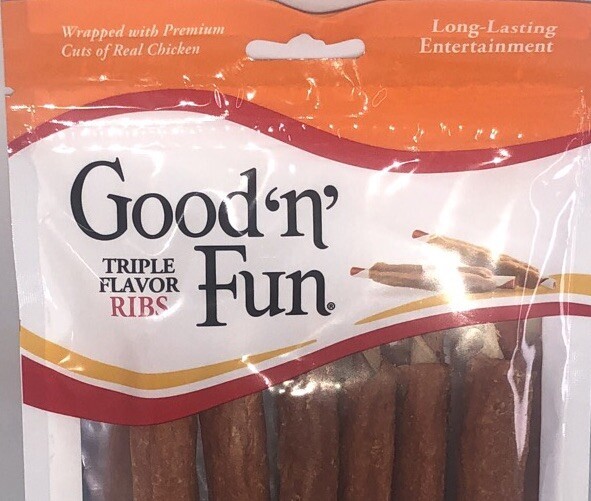 Wrapped with Premium
Cuts of Real Chicken
Long-Lasting
Entertainment
Good‘n’
Fun®
TRIPLE
FLAVOR
RIBS